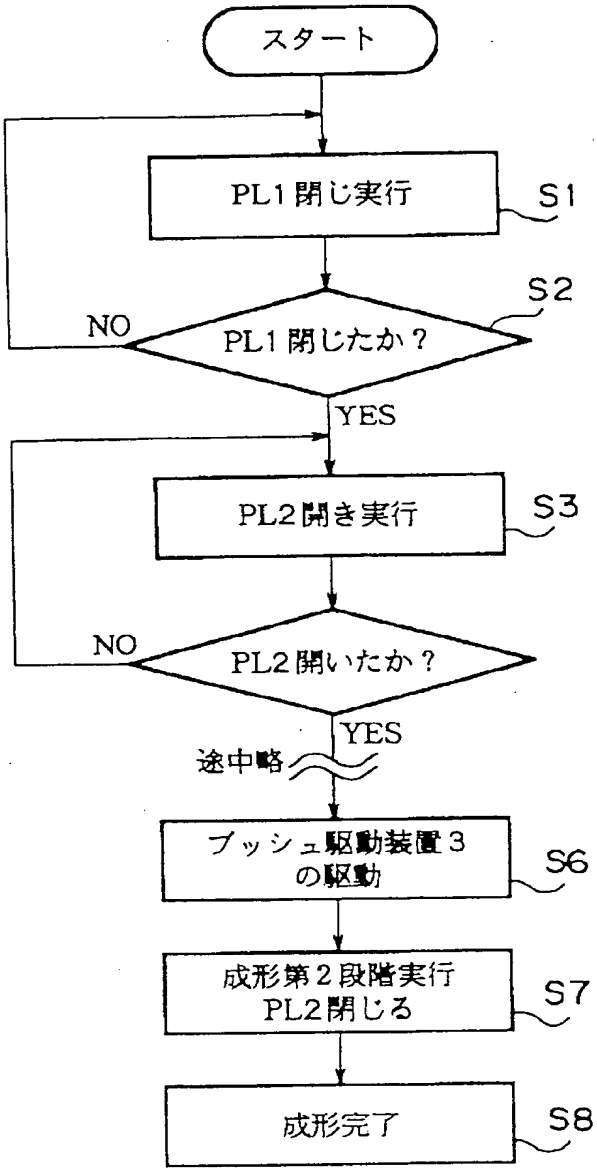 スタート
PL1閉じ実行
S1
S2
PL1閉じたか?
NO
YES
PL2開き実行
S3
NO
PL2開いたか?
YES
途中略
ブッシュ駆動装置3
の駆動
S6
成形第2段階実行
PL2閉じる
S7
成形完了
S8